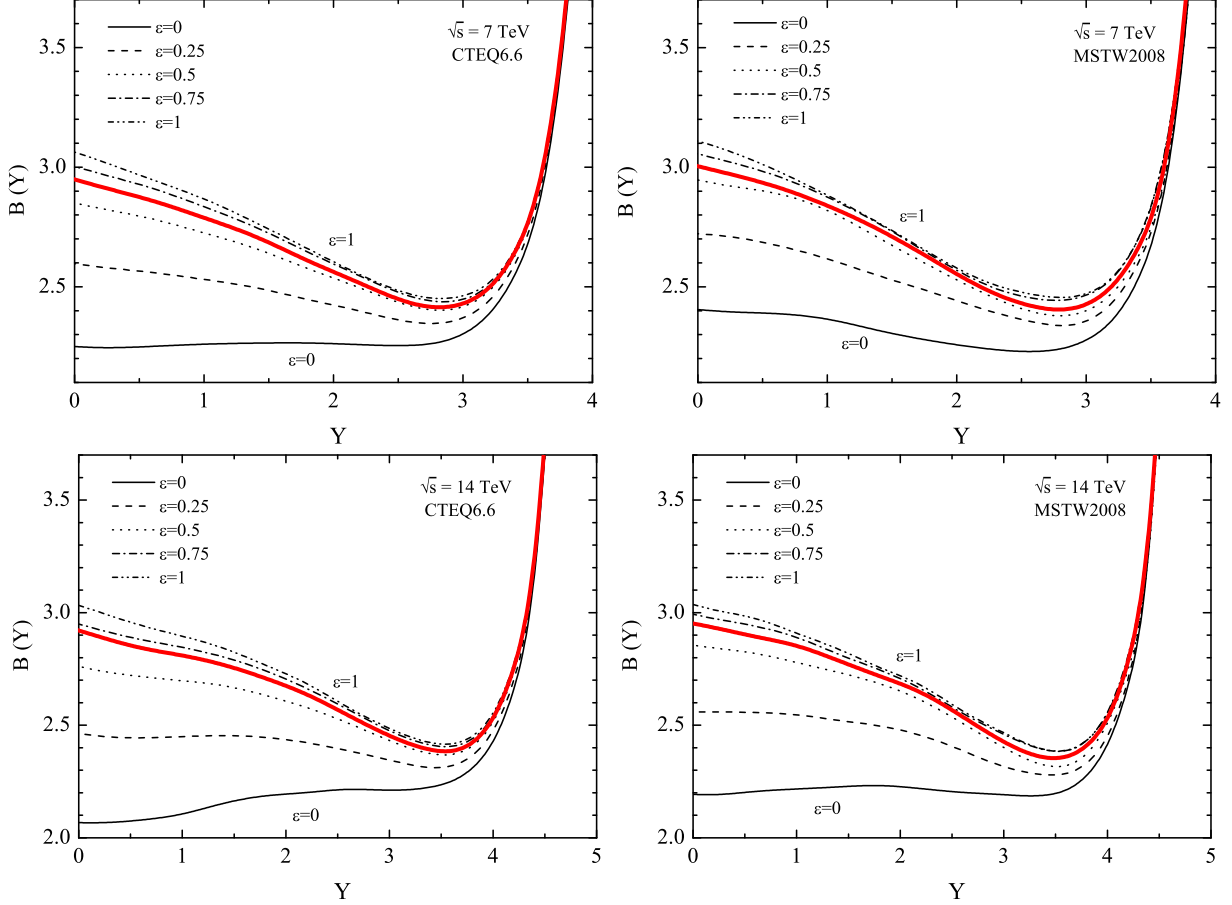 ε=0
ε=0.25
ε=0.5
ε=0.75
ε=1
√s = 7 TeV
CTEQ6.6
3.5
3.0
2.5
B (Y)
ε=1
ε=0
0 1 2 3 4
Y
ε=0
ε=0.25
ε=0.5
ε=0.75
ε=1
√s = 7 TeV
MSTW2008
3.5
3.0
2.5
B (Y)
ε=1
ε=0
0 1 2 3 4
Y
ε=0
ε=0.25
ε=0.5
ε=0.75
ε=1
√s = 14 TeV
CTEQ6.6
3.5
3.0
2.5
2.0
B (Y)
ε=1
ε=0
0 1 2 3 4 5
Y
ε=0
ε=0.25
ε=0.5
ε=0.75
ε=1
√s = 14 TeV
MSTW2008
3.5
3.0
2.5
2.0
B (Y)
ε=1
ε=0
0 1 2 3 4 5
Y